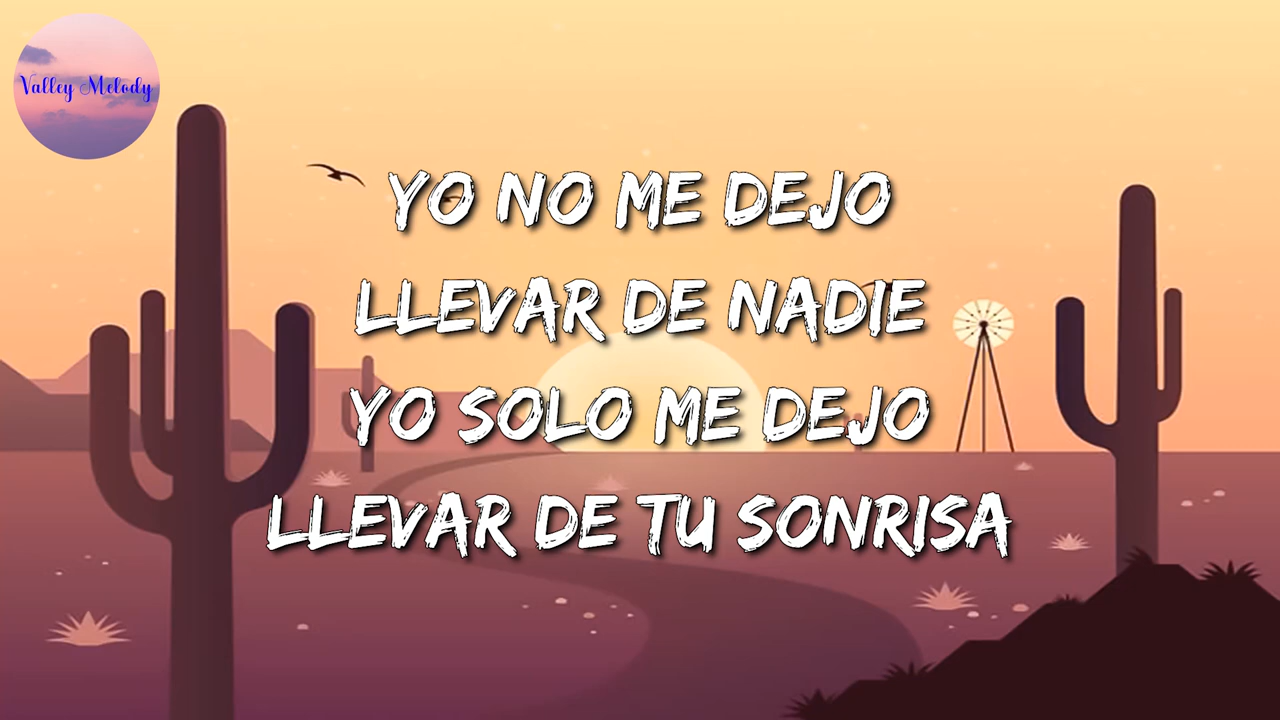 Valley Melody
YO NO ME DEJO
LLEVAR DE NADIE
YO SOLO ME DEJO
LLEVAR DE TU SONRISA